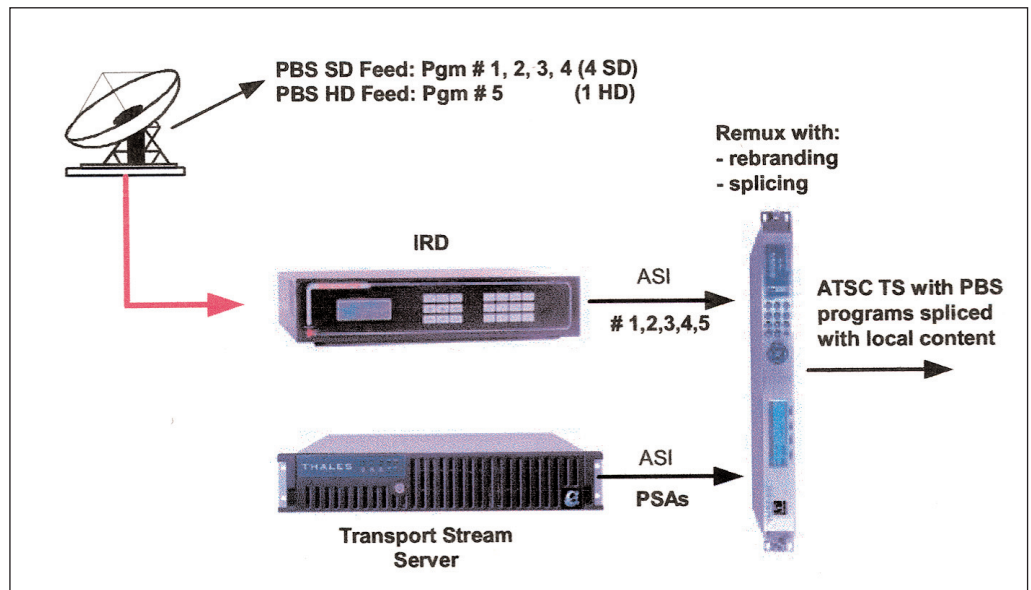 PBS SD Feed: Pgm # 1, 2, 3, 4 (4 SD)
PBS HD Feed: Pgm # 5 (1 HD)
Remux with:
- rebranding
- splicing
IRD
ASI
# 1,2,3,4,5
ATSC TS with PBS
programs spliced
with local content
THALES
ASI
PSAs
Transport Stream
Server